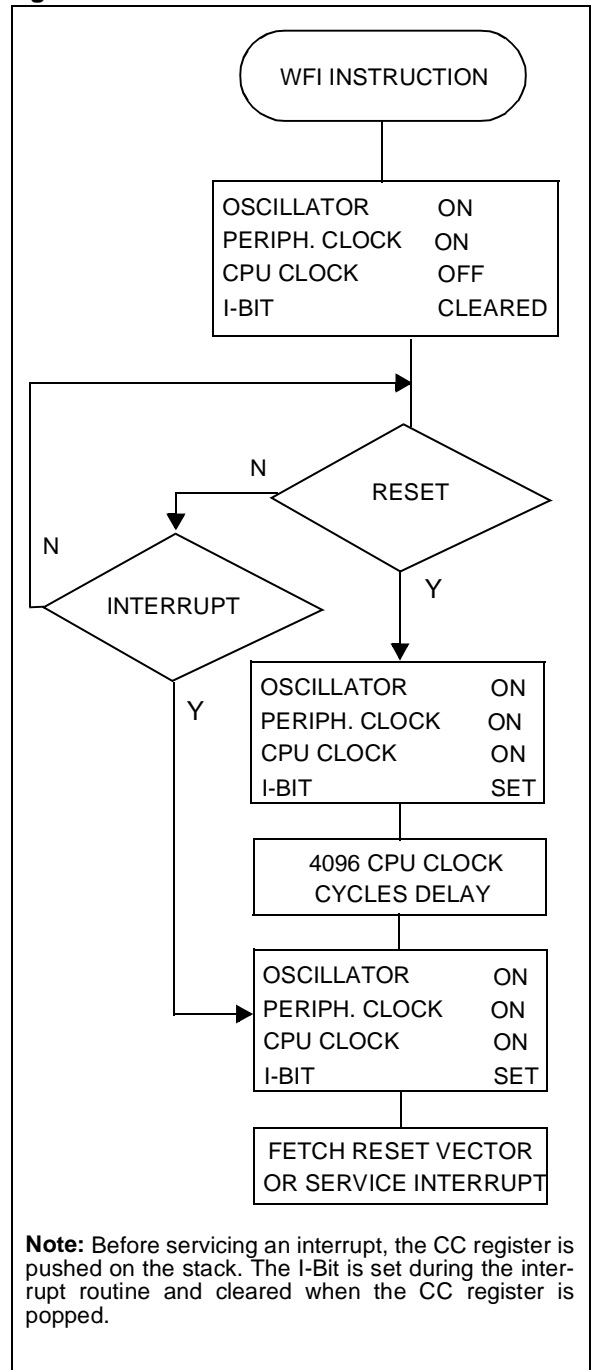 WFI INSTRUCTION
OSCILLATOR ON
PERIPH. CLOCK ON
CPU CLOCK OFF
I-BIT CLEARED
N
RESET
N
INTERRUPT
Y
Y
OSCILLATOR ON
PERIPH. CLOCK ON
CPU CLOCK ON
I-BIT SET
4096 CPU CLOCK
CYCLES DELAY
OSCILLATOR ON
PERIPH. CLOCK ON
CPU CLOCK ON
I-BIT SET
FETCH RESET VECTOR
OR SERVICE INTERRUPT
Note: Before servicing an interrupt, the CC register is
pushed on the stack. The I-Bit is set during the inter-
rupt routine and cleared when the CC register is
popped.